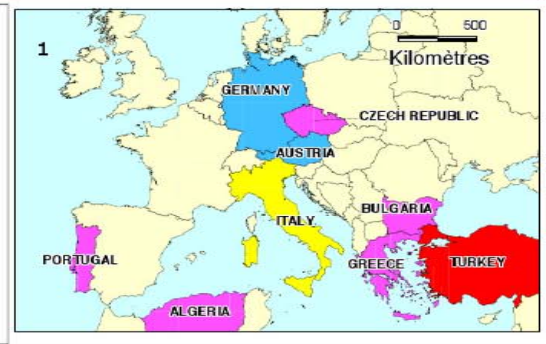 1
0 500
Kilomètres
GERMANY
CZECH REPUBLIC
AUSTRIA
ITALY
BULGARIA
PORTUGAL
GREECE
TURKEY
ALGERIA